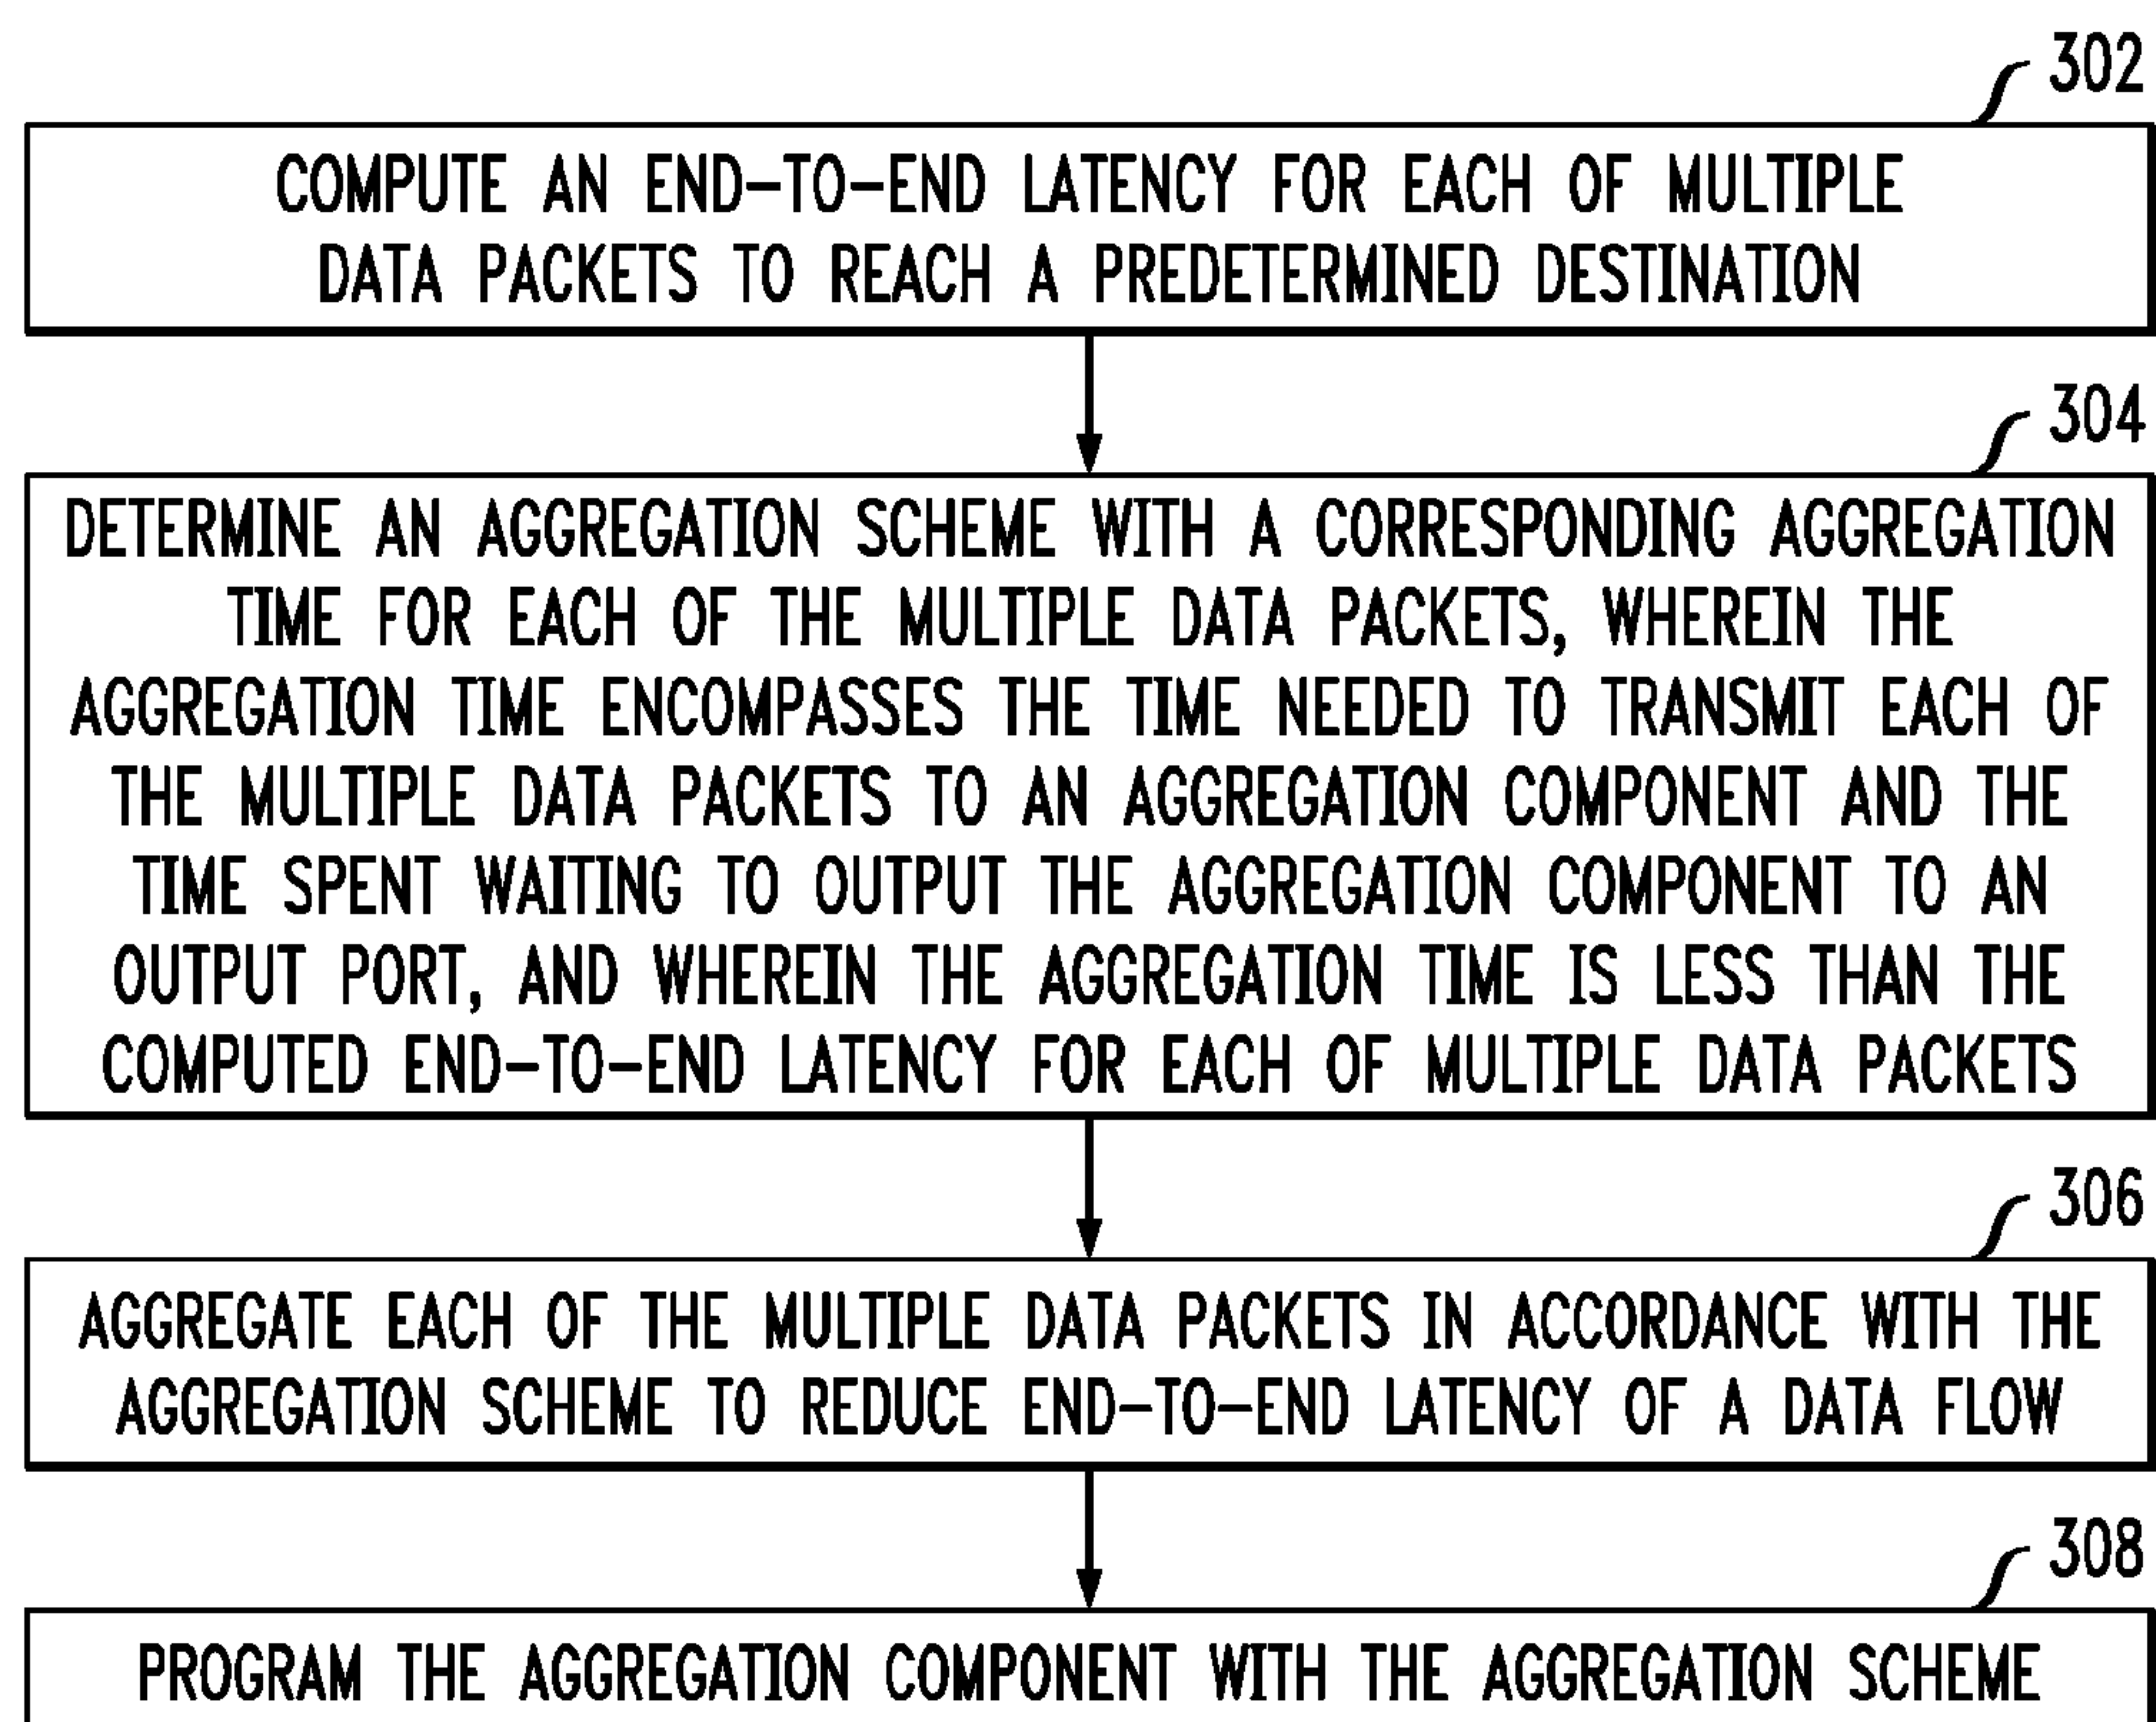 302
COMPUTE AN END-TO-END LATENCY FOR EACH OF MULTIPLE
DATA PACKETS TO REACH A PREDETERMINED DESTINATION
304
DETERMINE AN AGGREGATION SCHEME WITH A CORRESPONDING AGGREGATION
TIME FOR EACH OF THE MULTIPLE DATA PACKETS, WHEREIN THE
AGGREGATION TIME ENCOMPASSES THE TIME NEEDED TO TRANSMIT EACH OF
THE MULTIPLE DATA PACKETS TO AN AGGREGATION COMPONENT AND THE
TIME SPENT WAITING TO OUTPUT THE AGGREGATION COMPONENT TO AN
OUTPUT PORT, AND WHEREIN THE AGGREGATION TIME IS LESS THAN THE
COMPUTED END-TO-END LATENCY FOR EACH OF MULTIPLE DATA PACKETS
306
AGGREGATE EACH OF THE MULTIPLE DATA PACKETS IN ACCORDANCE WITH THE
AGGREGATION SCHEME TO REDUCE END-TO-END LATENCY OF A DATA FLOW
308
PROGRAM THE AGGREGATION COMPONENT WITH THE AGGREGATION SCHEME